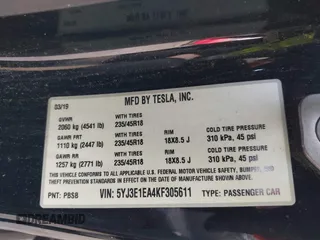 MFD BY TESLA, INC.
03/19
GVWR
2060 kg (4541 lb)
WITH TIRES
235/45R18
GAWR FRT
1110 kg (2447 lb)
WITH TIRES
235/45R18
RIM
18X8.5 J
COLD TIRE PRESSURE
310 kPa, 45 psi
GAWR RR
1257 kg (2771 lb)
WITH TIRES
235/45R18
RIM
18X8.5 J
COLD TIRE PRESSURE
310 kPa, 45 psi
THIS VEHICLE CONFORMS TO ALL APPLICABLE FEDERAL MOTOR VEHICLE SAFETY, BUMPER, AND THEFT PREVENTION STANDARDS
IN EFFECT ON THE DATE OF MANUFACTURE SHOWN ABOVE.
PNT: PBSB
VIN: 5YJ3E1EA4KF305611
TYPE: PASSENGER CAR
DREAMBID